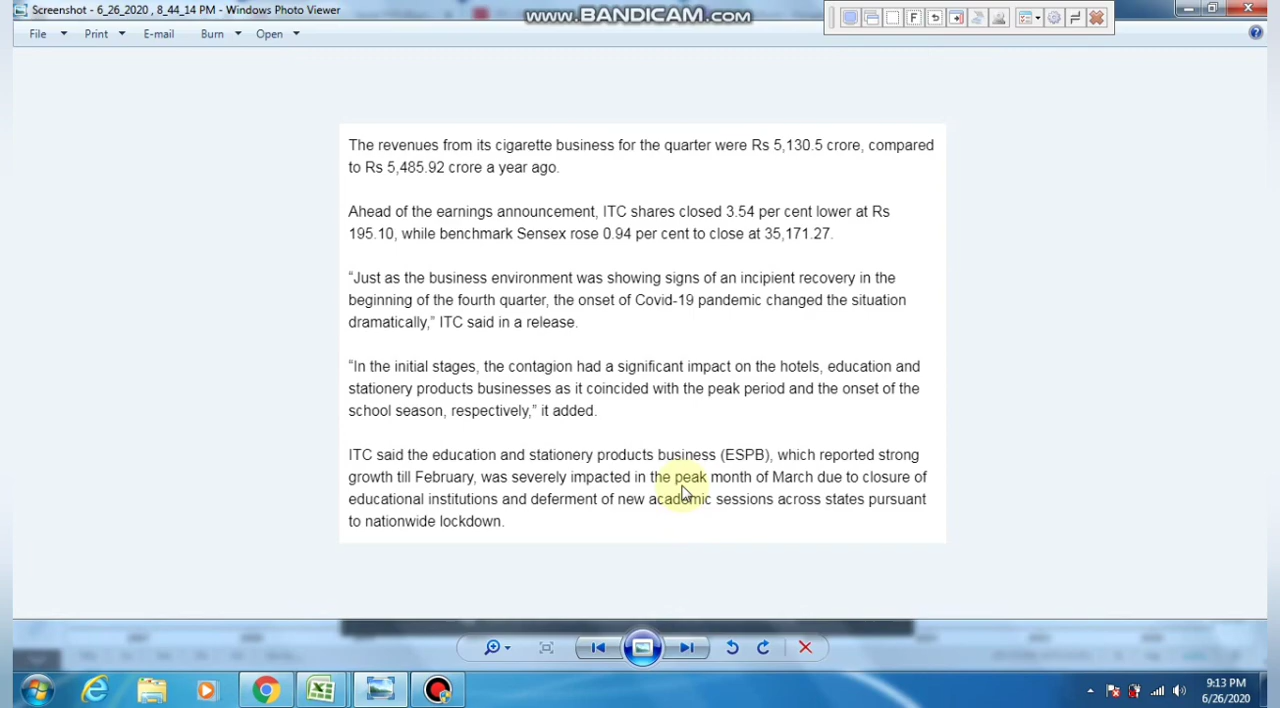 Screenshot - 6_26_2020 , 8_44_14 PM - Windows Photo Viewer
www.BANDICAM.com
File Print E-mail Burn Open
F
The revenues from its cigarette business for the quarter were Rs 5,130.5 crore, compared
to Rs 5,485.92 crore a year ago.
Ahead of the earnings announcement, ITC shares closed 3.54 per cent lower at Rs
195.10, while benchmark Sensex rose 0.94 per cent to close at 35,171.27.
“Just as the business environment was showing signs of an incipient recovery in the
beginning of the fourth quarter, the onset of Covid-19 pandemic changed the situation
dramatically,” ITC said in a release.
“In the initial stages, the contagion had a significant impact on the hotels, education and
stationery products businesses as it coincided with the peak period and the onset of the
school season, respectively,” it added.
ITC said the education and stationery products business (ESPB), which reported strong
growth till February, was severely impacted in the peak month of March due to closure of
educational institutions and deferment of new academic sessions across states pursuant
to nationwide lockdown.
9:13 PM
6/26/2020